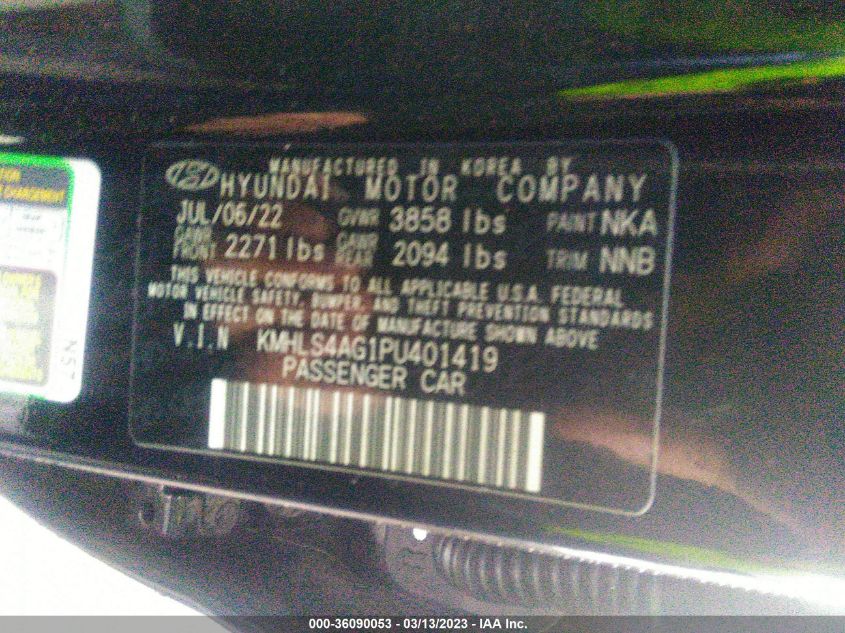 MANUFACTURED IN KOREA BY
HYUNDAI MOTOR COMPANY
JUL/06/22 GVWR 3858 lbs PAINT NKA
GAWR FRONT 2271 lbs GAWR REAR 2094 lbs TRIM NNB
THIS VEHICLE CONFORMS TO ALL APPLICABLE U.S.A. FEDERAL
MOTOR VEHICLE SAFETY, BUMPER, AND THEFT PREVENTION STANDARDS
IN EFFECT ON THE DATE OF MANUFACTURE SHOWN ABOVE
V.I.N KMHLS4AG1PU401419
PASSENGER CAR
000-36090053 - 03/13/2023 - IAA Inc.